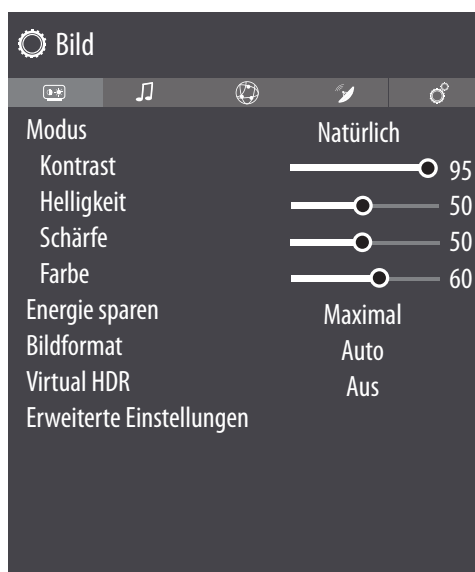 Bild
Modus Natürlich
Kontrast 95
Helligkeit 50
Schärfe 50
Farbe 60
Energie sparen Maximal
Bildformat Auto
Virtual HDR Aus
Erweiterte Einstellungen